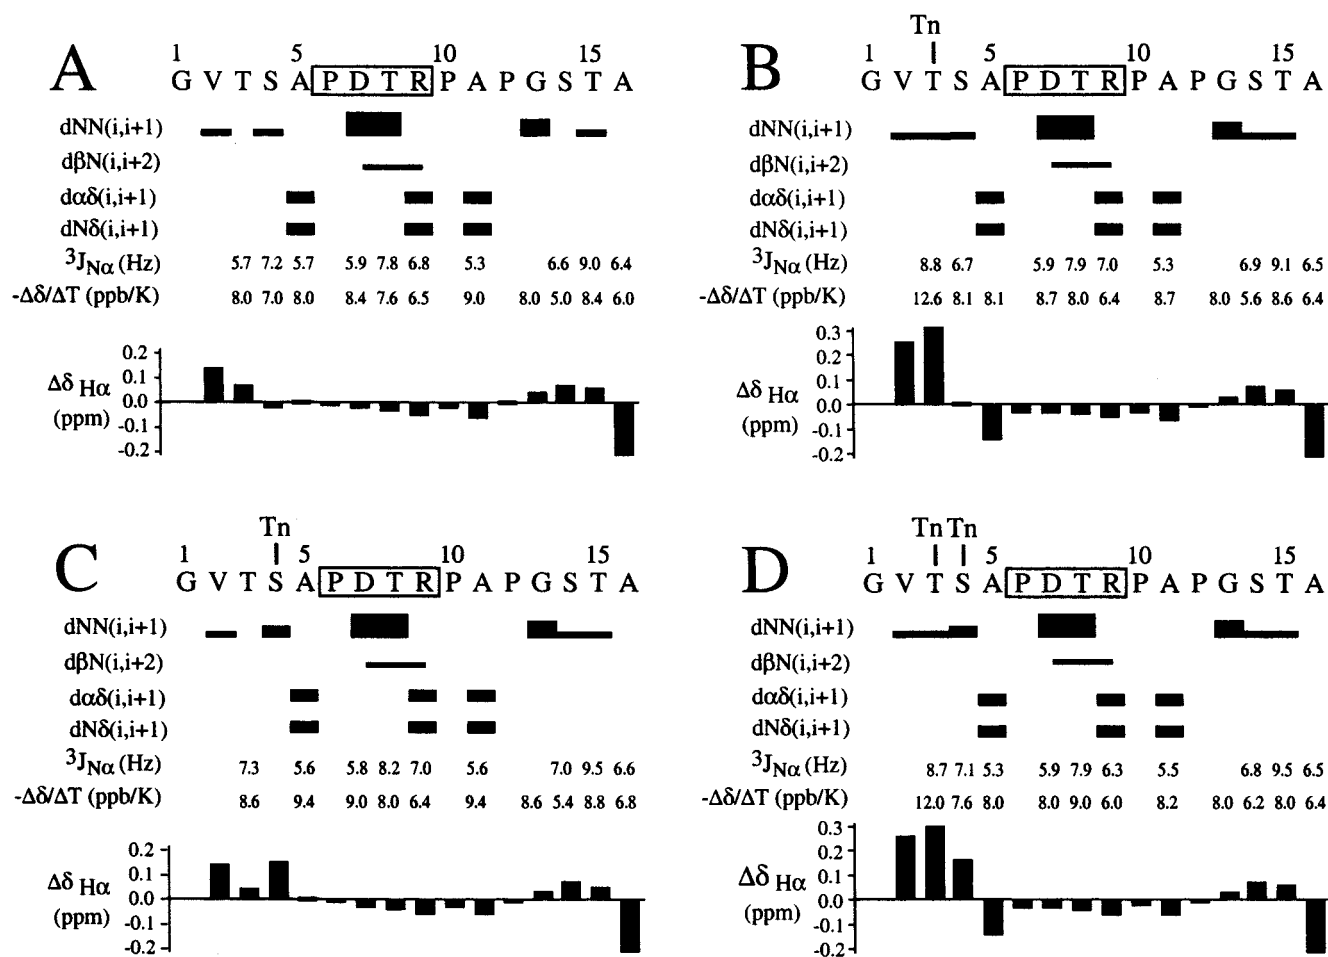 A
1 5 10 15
G V T S A P D T R P A P G S T A
dNN(i,i+1)
dβN(i,i+2)
dαδ(i,i+1)
dNδ(i,i+1)
³JNα (Hz) 5.7 7.2 5.7 5.9 7.8 6.8 5.3 6.6 9.0 6.4
-Δδ/ΔT (ppb/K) 8.0 7.0 8.0 8.4 7.6 6.5 9.0 8.0 5.0 8.4 6.0
0.2
0.1
0.0
-0.1
-0.2
Δδ Hα
(ppm)
B
Tn
1 5 10 15
G V T S A P D T R P A P G S T A
dNN(i,i+1)
dβN(i,i+2)
dαδ(i,i+1)
dNδ(i,i+1)
³JNα (Hz) 8.8 6.7 5.9 7.9 7.0 5.3 6.9 9.1 6.5
-Δδ/ΔT (ppb/K) 12.6 8.1 8.1 8.7 8.0 6.4 8.7 8.0 5.6 8.6 6.4
0.3
0.2
0.1
0.0
-0.1
-0.2
Δδ Hα
(ppm)
C
Tn
1 5 10 15
G V T S A P D T R P A P G S T A
dNN(i,i+1)
dβN(i,i+2)
dαδ(i,i+1)
dNδ(i,i+1)
³JNα (Hz) 7.3 5.6 5.8 8.2 7.0 5.6 7.0 9.5 6.6
-Δδ/ΔT (ppb/K) 8.6 9.4 9.0 8.0 6.4 9.4 8.6 5.4 8.8 6.8
0.2
0.1
0.0
-0.1
-0.2
Δδ Hα
(ppm)
D
Tn Tn
1 5 10 15
G V T S A P D T R P A P G S T A
dNN(i,i+1)
dβN(i,i+2)
dαδ(i,i+1)
dNδ(i,i+1)
³JNα (Hz) 8.7 7.1 5.3 5.9 7.9 6.3 5.5 6.8 9.5 6.5
-Δδ/ΔT (ppb/K) 12.0 7.6 8.0 8.0 9.0 6.0 8.2 8.0 6.2 8.0 6.4
0.3
0.2
0.1
0.0
-0.1
-0.2
Δδ Hα
(ppm)